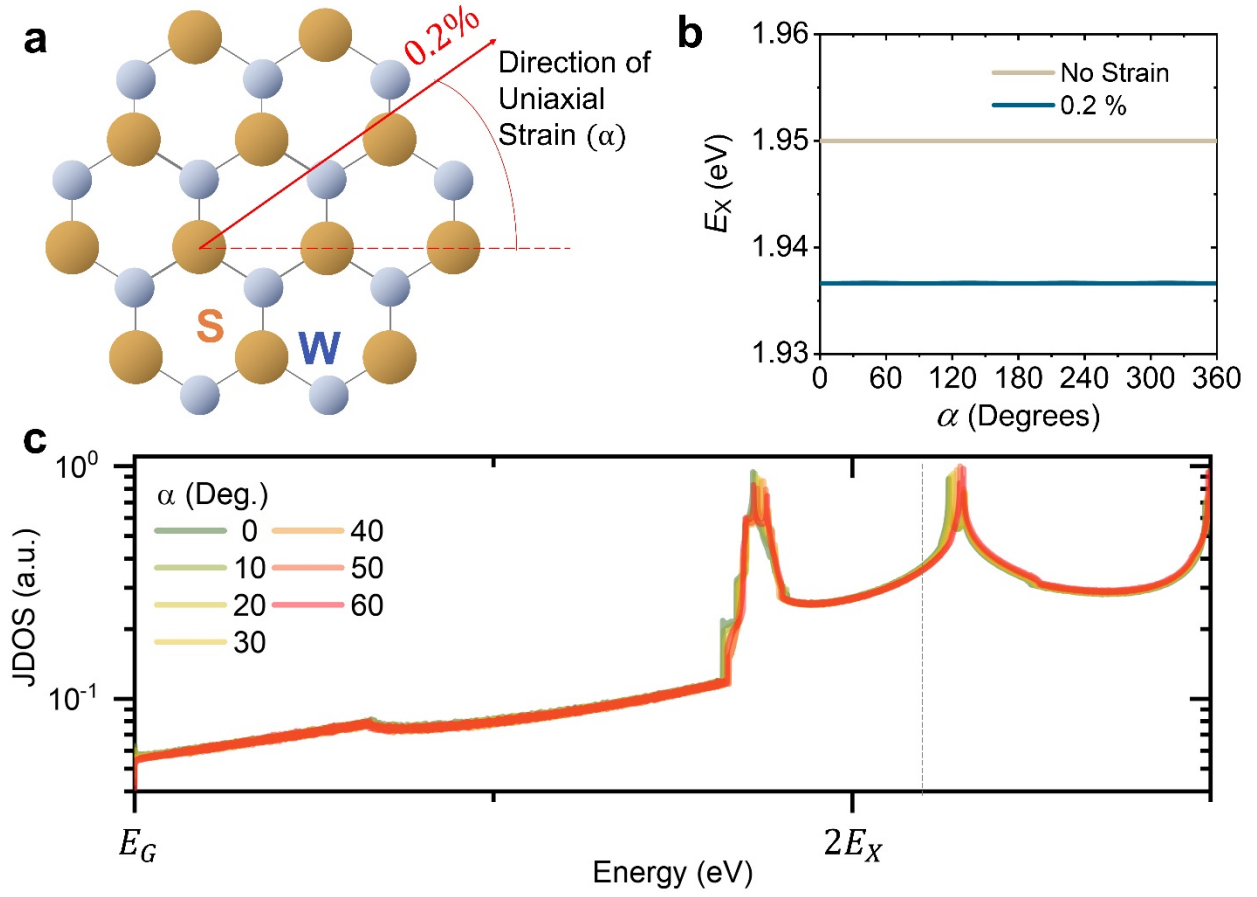 a
0.2%
Direction of
Uniaxial
Strain (α)
S
W
b
1.96
1.95
1.94
1.93
E_X (eV)
No Strain
0.2 %
0 60 120 180 240 300 360
α (Degrees)
c
10⁰
10⁻¹
JDOS (a.u.)
α (Deg.)
0 40
10 50
20 60
30
E_G 2E_X
Energy (eV)